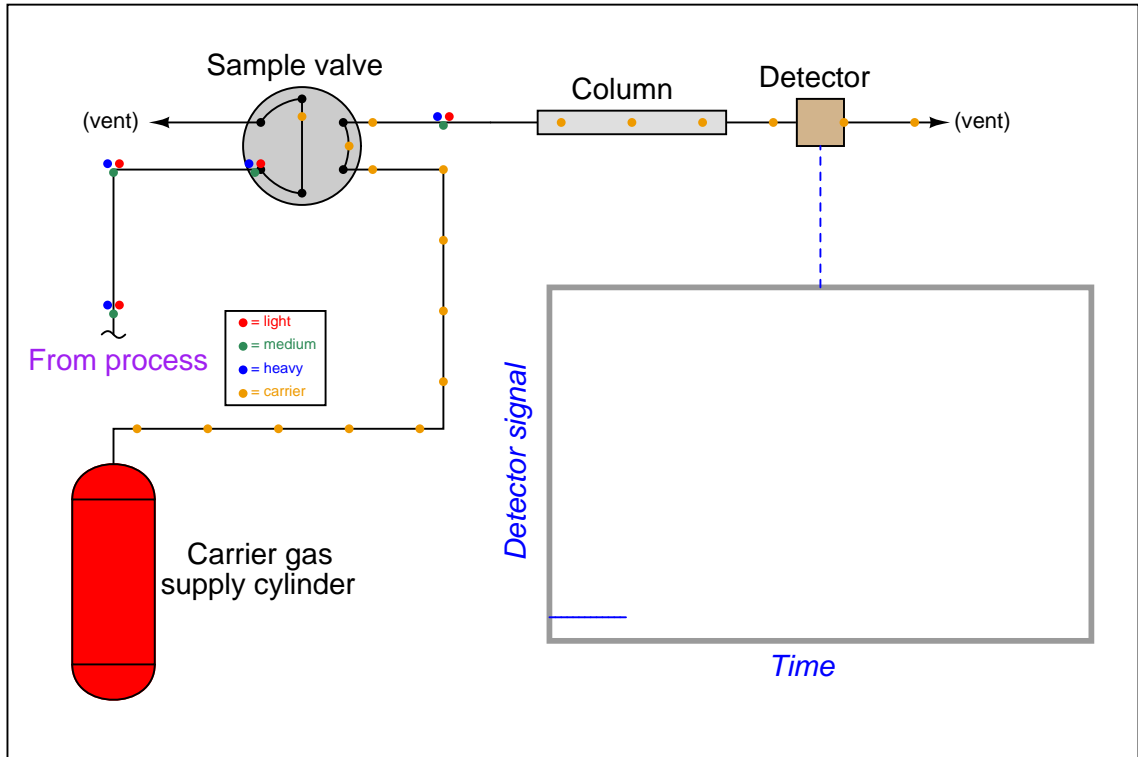 Sample valve
Column
Detector
(vent)
(vent)
= light
= medium
= heavy
= carrier
From process
Carrier gas
supply cylinder
Detector signal
Time